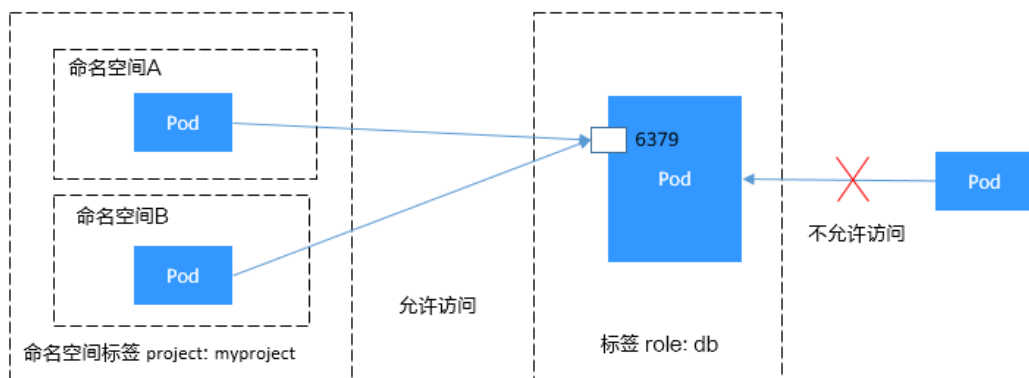 命名空间A
Pod
命名空间B
Pod
命名空间标签 project: myproject
允许访问
6379
Pod
标签 role: db
不允许访问
Pod